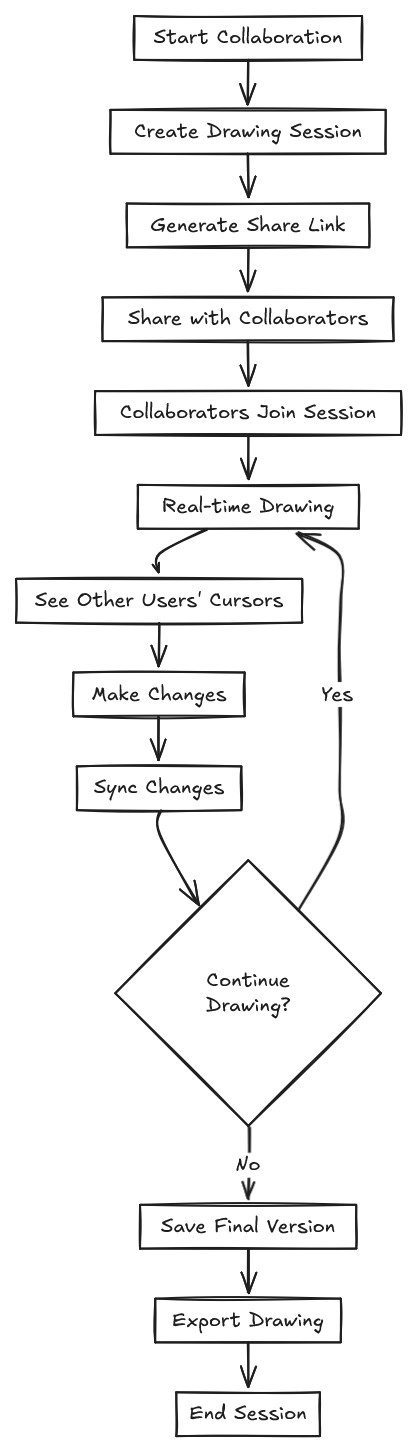 Start Collaboration
Create Drawing Session
Generate Share Link
Share with Collaborators
Collaborators Join Session
Real-time Drawing
See Other Users' Cursors
Make Changes
Yes
Sync Changes
Continue
Drawing?
No
Save Final Version
Export Drawing
End Session